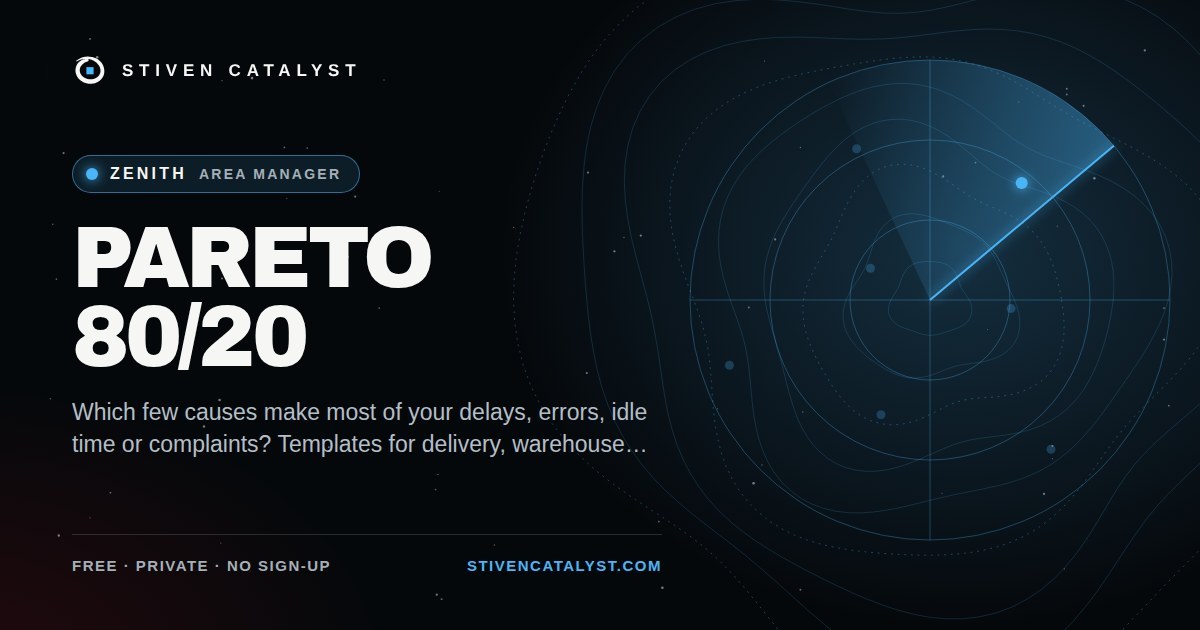 STIVEN CATALYST
ZENITH AREA MANAGER
PARETO
80/20
Which few causes make most of your delays, errors, idle
time or complaints? Templates for delivery, warehouse…
FREE · PRIVATE · NO SIGN-UP
STIVENCATALYST.COM